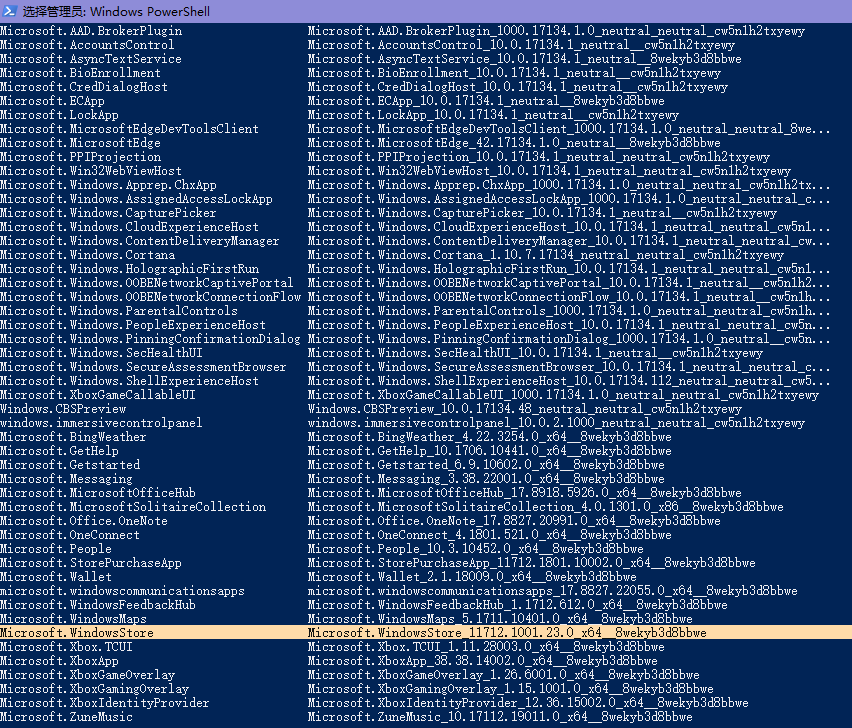 选择管理员: Windows PowerShell
Microsoft.AAD.BrokerPlugin Microsoft.AAD.BrokerPlugin_1000.17134.1.0_neutral_neutral_cw5n1h2txyewy
Microsoft.AccountsControl Microsoft.AccountsControl_10.0.17134.1_neutral__cw5n1h2txyewy
Microsoft.AsyncTextService Microsoft.AsyncTextService_10.0.17134.1_neutral__8wekyb3d8bbwe
Microsoft.BioEnrollment Microsoft.BioEnrollment_10.0.17134.1_neutral__cw5n1h2txyewy
Microsoft.CredDialogHost Microsoft.CredDialogHost_10.0.17134.1_neutral__cw5n1h2txyewy
Microsoft.ECApp Microsoft.ECApp_10.0.17134.1_neutral__8wekyb3d8bbwe
Microsoft.LockApp Microsoft.LockApp_10.0.17134.1_neutral__cw5n1h2txyewy
Microsoft.MicrosoftEdgeDevToolsClient Microsoft.MicrosoftEdgeDevToolsClient_1000.17134.1.0_neutral_neutral_8we...
Microsoft.MicrosoftEdge Microsoft.MicrosoftEdge_42.17134.1.0_neutral__8wekyb3d8bbwe
Microsoft.PPIProjection Microsoft.PPIProjection_10.0.17134.1_neutral_neutral_cw5n1h2txyewy
Microsoft.Win32WebViewHost Microsoft.Win32WebViewHost_10.0.17134.1_neutral_neutral_cw5n1h2txyewy
Microsoft.Windows.Apprep.ChxApp Microsoft.Windows.Apprep.ChxApp_1000.17134.1.0_neutral_neutral_cw5n1h2tx...
Microsoft.Windows.AssignedAccessLockApp Microsoft.Windows.AssignedAccessLockApp_1000.17134.1.0_neutral_neutral_c...
Microsoft.Windows.CapturePicker Microsoft.Windows.CapturePicker_10.0.17134.1_neutral__cw5n1h2txyewy
Microsoft.Windows.CloudExperienceHost Microsoft.Windows.CloudExperienceHost_10.0.17134.1_neutral_neutral_cw5n1...
Microsoft.Windows.ContentDeliveryManager Microsoft.Windows.ContentDeliveryManager_10.0.17134.1_neutral_neutral_cw...
Microsoft.Windows.Cortana Microsoft.Windows.Cortana_1.10.7.17134_neutral_neutral_cw5n1h2txyewy
Microsoft.Windows.HolographicFirstRun Microsoft.Windows.HolographicFirstRun_10.0.17134.1_neutral_neutral_cw5n1...
Microsoft.Windows.OOBENetworkCaptivePortal Microsoft.Windows.OOBENetworkCaptivePortal_10.0.17134.1_neutral__cw5n1h2...
Microsoft.Windows.OOBENetworkConnectionFlow Microsoft.Windows.OOBENetworkConnectionFlow_10.0.17134.1_neutral__cw5n1h...
Microsoft.Windows.ParentalControls Microsoft.Windows.ParentalControls_1000.17134.1.0_neutral_neutral_cw5n1h...
Microsoft.Windows.PeopleExperienceHost Microsoft.Windows.PeopleExperienceHost_10.0.17134.1_neutral_neutral_cw5n...
Microsoft.Windows.PinningConfirmationDialog Microsoft.Windows.PinningConfirmationDialog_1000.17134.1.0_neutral__cw5n...
Microsoft.Windows.SecHealthUI Microsoft.Windows.SecHealthUI_10.0.17134.1_neutral__cw5n1h2txyewy
Microsoft.Windows.SecureAssessmentBrowser Microsoft.Windows.SecureAssessmentBrowser_10.0.17134.1_neutral_neutral_c...
Microsoft.Windows.ShellExperienceHost Microsoft.Windows.ShellExperienceHost_10.0.17134.112_neutral_neutral_cw5...
Microsoft.XboxGameCallableUI Microsoft.XboxGameCallableUI_1000.17134.1.0_neutral_neutral_cw5n1h2txyewy
Windows.CBSPreview Windows.CBSPreview_10.0.17134.48_neutral_neutral_cw5n1h2txyewy
windows.immersivecontrolpanel windows.immersivecontrolpanel_10.0.2.1000_neutral_neutral_cw5n1h2txyewy
Microsoft.BingWeather Microsoft.BingWeather_4.22.3254.0_x64__8wekyb3d8bbwe
Microsoft.GetHelp Microsoft.GetHelp_10.1706.10441.0_x64__8wekyb3d8bbwe
Microsoft.Getstarted Microsoft.Getstarted_6.9.10602.0_x64__8wekyb3d8bbwe
Microsoft.Messaging Microsoft.Messaging_3.38.22001.0_x64__8wekyb3d8bbwe
Microsoft.MicrosoftOfficeHub Microsoft.MicrosoftOfficeHub_17.8918.5926.0_x64__8wekyb3d8bbwe
Microsoft.MicrosoftSolitaireCollection Microsoft.MicrosoftSolitaireCollection_4.0.1301.0_x86__8wekyb3d8bbwe
Microsoft.Office.OneNote Microsoft.Office.OneNote_17.8827.20991.0_x64__8wekyb3d8bbwe
Microsoft.OneConnect Microsoft.OneConnect_4.1801.521.0_x64__8wekyb3d8bbwe
Microsoft.People Microsoft.People_10.3.10452.0_x64__8wekyb3d8bbwe
Microsoft.StorePurchaseApp Microsoft.StorePurchaseApp_11712.1801.10002.0_x64__8wekyb3d8bbwe
Microsoft.Wallet Microsoft.Wallet_2.1.18009.0_x64__8wekyb3d8bbwe
microsoft.windowscommunicationsapps microsoft.windowscommunicationsapps_17.8827.22055.0_x64__8wekyb3d8bbwe
Microsoft.WindowsFeedbackHub Microsoft.WindowsFeedbackHub_1.1712.612.0_x64__8wekyb3d8bbwe
Microsoft.WindowsMaps Microsoft.WindowsMaps_5.1711.10401.0_x64__8wekyb3d8bbwe
Microsoft.WindowsStore Microsoft.WindowsStore_11712.1001.23.0_x64__8wekyb3d8bbwe
Microsoft.Xbox.TCUI Microsoft.Xbox.TCUI_1.11.28003.0_x64__8wekyb3d8bbwe
Microsoft.XboxApp Microsoft.XboxApp_38.38.14002.0_x64__8wekyb3d8bbwe
Microsoft.XboxGameOverlay Microsoft.XboxGameOverlay_1.26.6001.0_x64__8wekyb3d8bbwe
Microsoft.XboxGamingOverlay Microsoft.XboxGamingOverlay_1.15.1001.0_x64__8wekyb3d8bbwe
Microsoft.XboxIdentityProvider Microsoft.XboxIdentityProvider_12.36.15002.0_x64__8wekyb3d8bbwe
Microsoft.ZuneMusic Microsoft.ZuneMusic_10.17112.19011.0_x64__8wekyb3d8bbwe